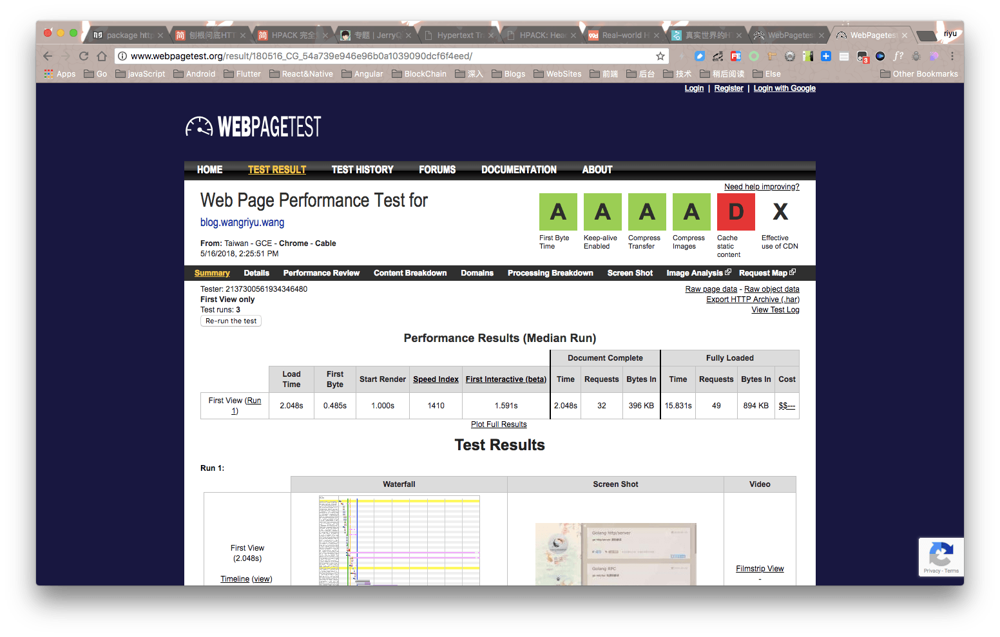 package http
刨根问底HTT
HPACK 完全
专题 | JerryQ
Hypertext Tra
HPACK: Head
Real-world H
真实世界的H
WebPagetes
WebPagetest
riyu
www.webpagetest.org/result/180516_CG_54a739e946e96b0a1039090dcf6f4eed/
Apps
Go
javaScript
Android
Flutter
React&Native
Angular
BlockChain
深入
Blogs
WebSites
前端
后台
技术
稍后阅读
Else
Other Bookmarks
Login | Register | Login with Google
WEBPAGETEST
HOME TEST RESULT TEST HISTORY FORUMS DOCUMENTATION ABOUT
Need help improving?
Web Page Performance Test for
blog.wangriyu.wang
From: Taiwan - GCE - Chrome - Cable
5/16/2018, 2:25:51 PM
A A A A D X
First Byte Time
Keep-alive Enabled
Compress Transfer
Compress Images
Cache static content
Effective use of CDN
Summary Details Performance Review Content Breakdown Domains Processing Breakdown Screen Shot Image Analysis Request Map
Tester: 2137300561934346480
First View only
Test runs: 3
Re-run the test
Raw page data - Raw object data
Export HTTP Archive (.har)
View Test Log
Performance Results (Median Run)
Document Complete Fully Loaded
Load Time First Byte Start Render Speed Index First Interactive (beta) Time Requests Bytes In Time Requests Bytes In Cost
First View (Run 1) 2.048s 0.485s 1.000s 1410 1.591s 2.048s 32 396 KB 15.831s 49 894 KB $$---
Plot Full Results
Test Results
Run 1:
Waterfall Screen Shot Video
First View
(2.048s)
Timeline (view)
Golang http/server
Golang RPC
Filmstrip View
-
Privacy - Terms